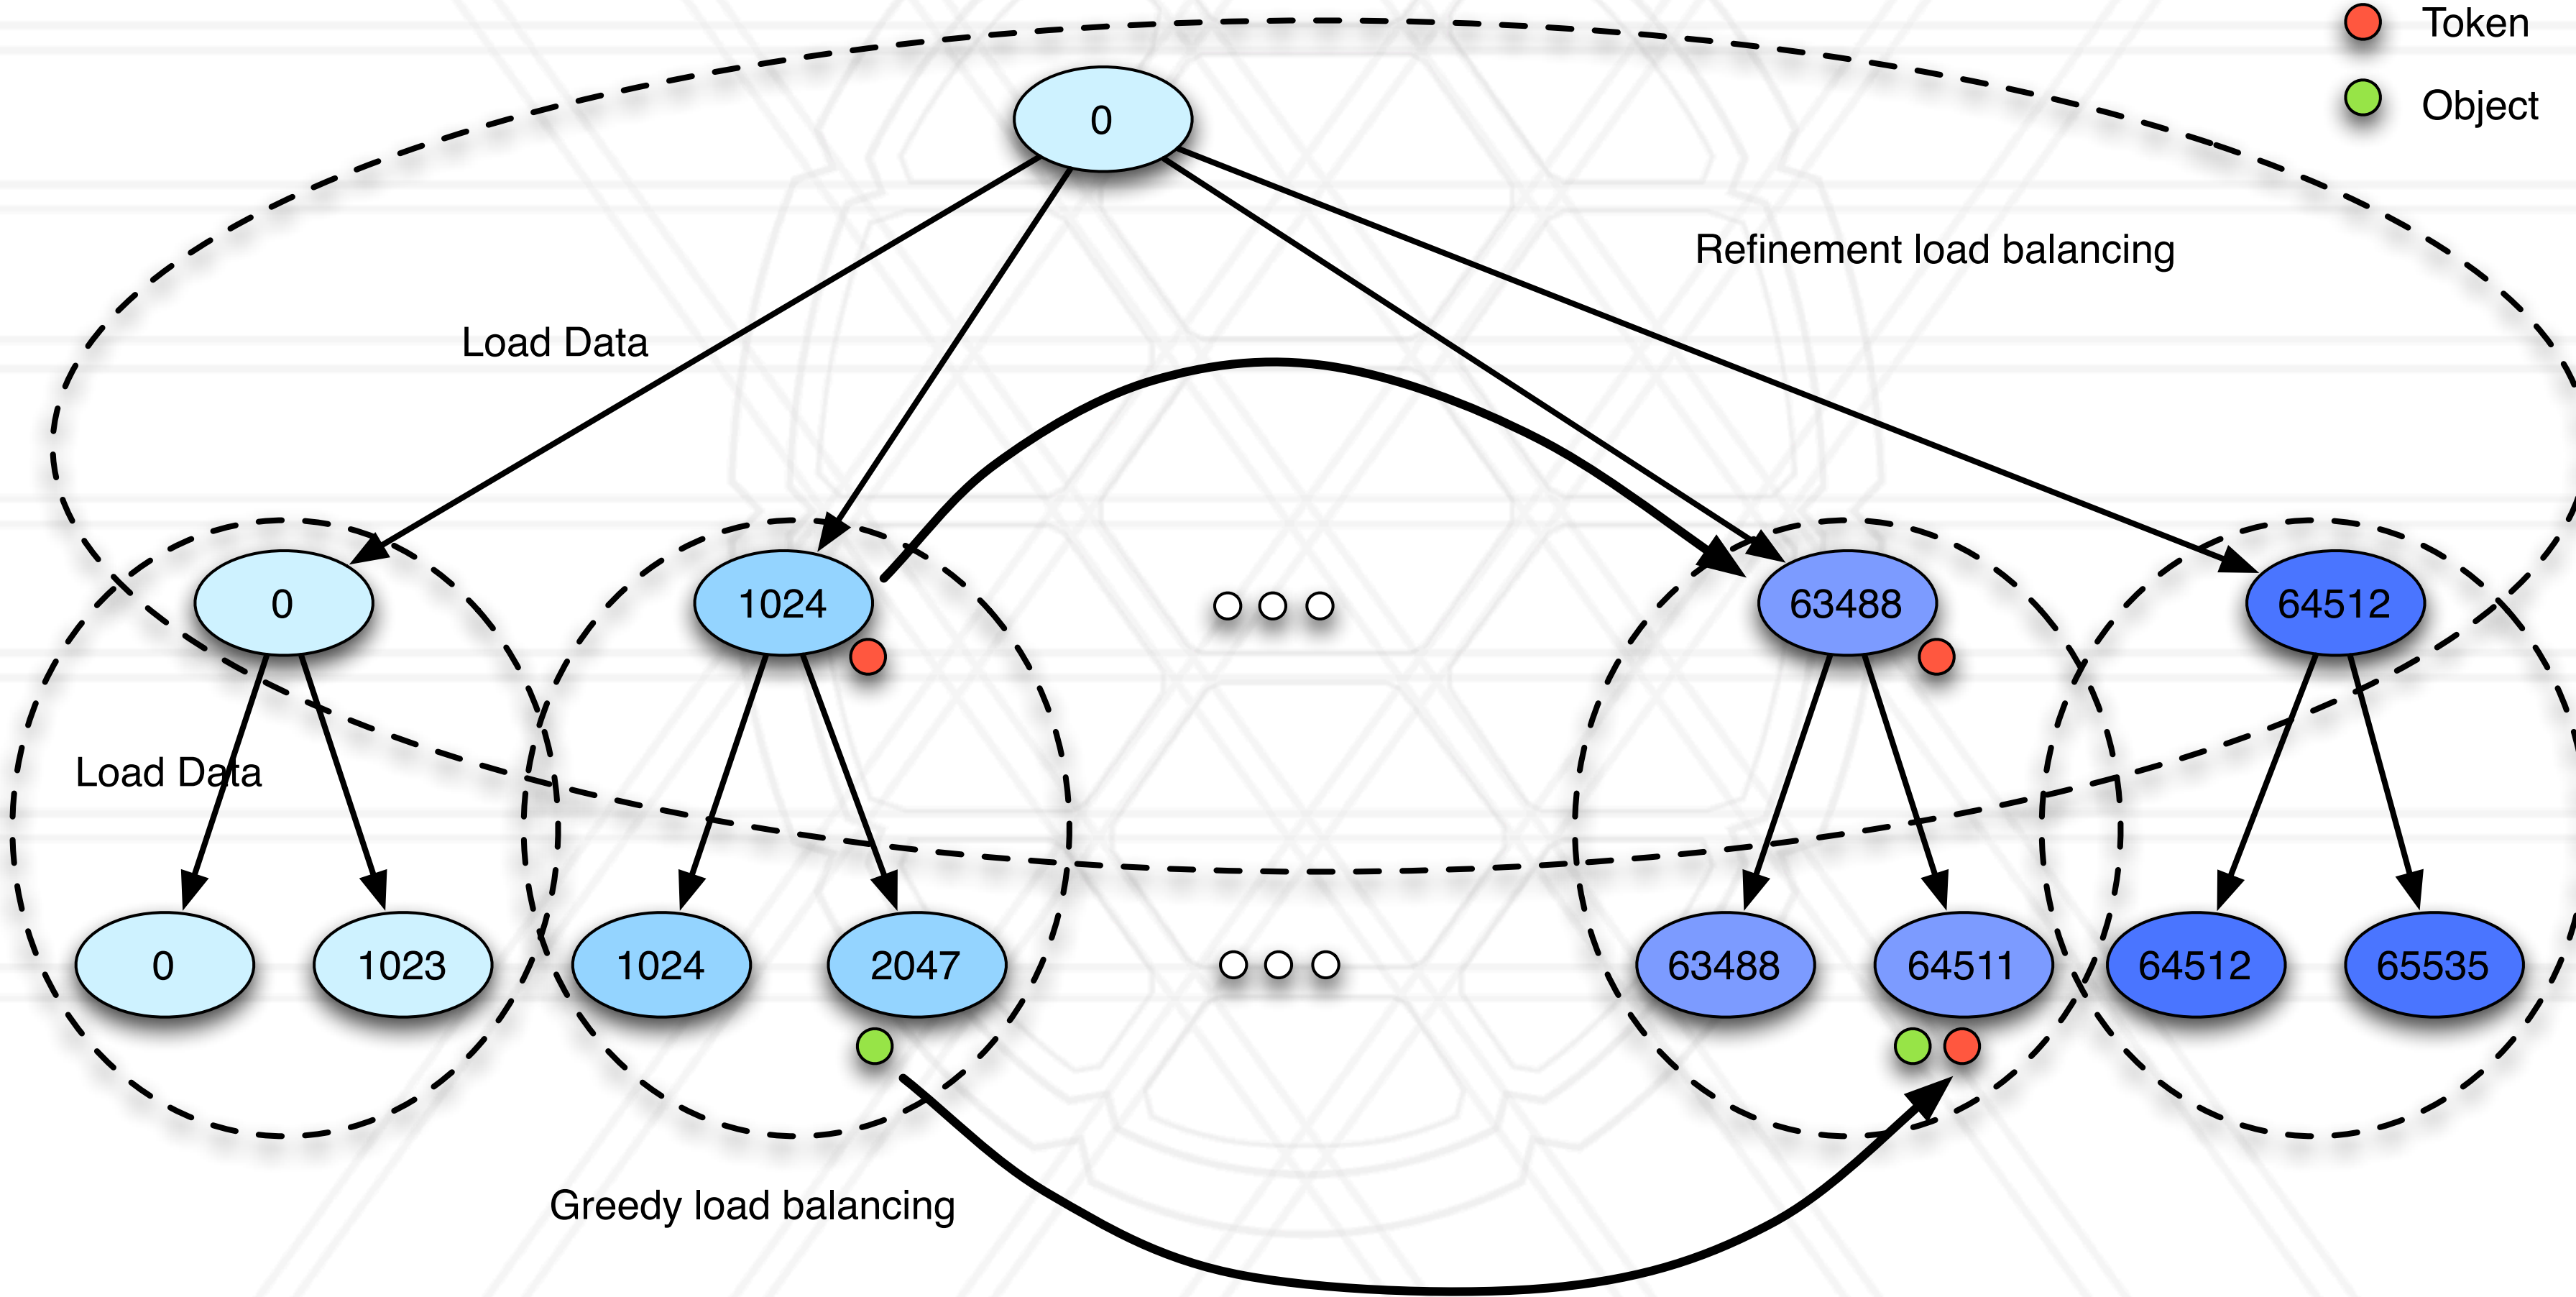 Token
Object
0
Refinement load balancing
Load Data
0
1024
63488
64512
Load Data
0
1023
1024
2047
63488
64511
64512
65535
Greedy load balancing